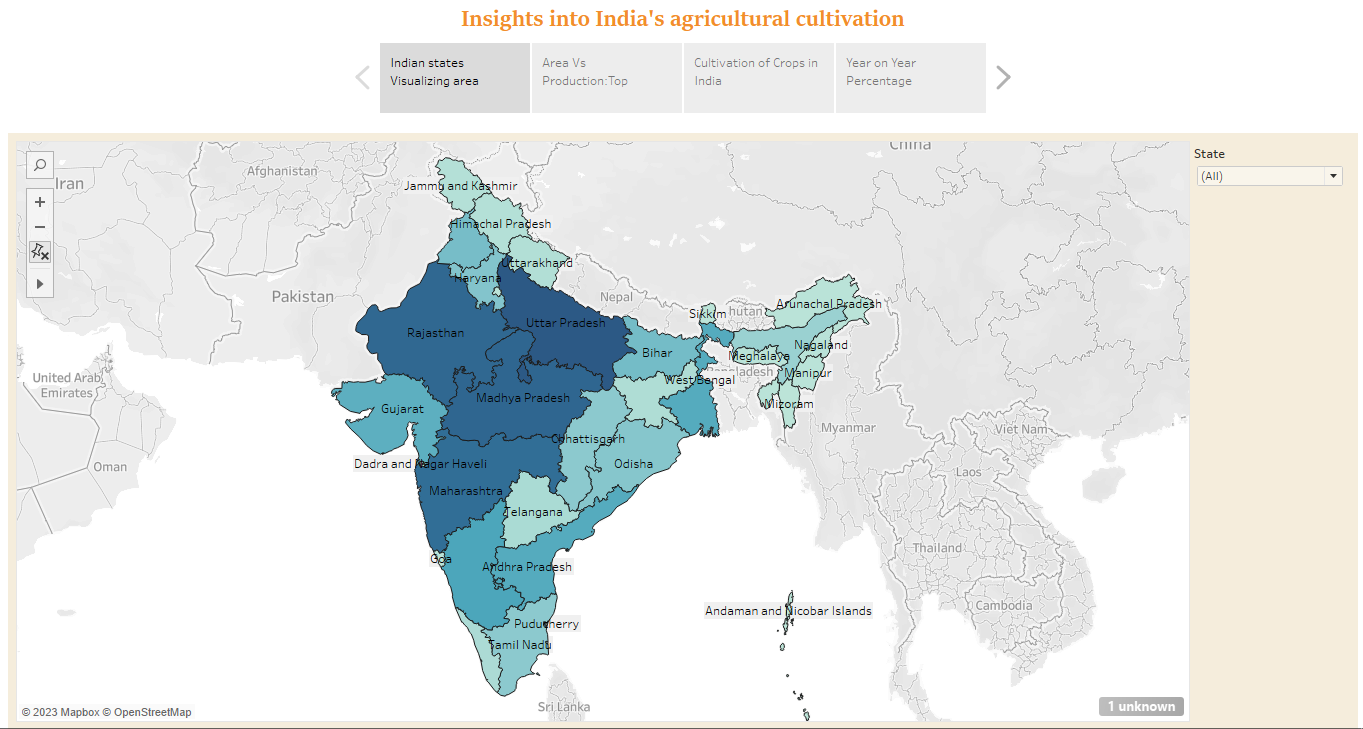 Insights into India's agricultural cultivation
Indian states
Visualizing area
Area Vs
Production:Top
Cultivation of Crops in
India
Year on Year
Percentage
State
(All)
China
Afghanistan
Iran
Jammu and Kashmir
Himachal Pradesh
Uttarakhand
Haryana
Pakistan
Nepal
Sikkim
Arunachal Pradesh
Rajasthan
Uttar Pradesh
Bihar
Nagaland
Meghalaya
Bangladesh
Manipur
United Arab
Emirates
West Bengal
Madhya Pradesh
Mizoram
Gujarat
Myanmar
Viet Nam
Chhattisgarh
Oman
Dadra and Nagar Haveli
Odisha
Laos
Maharashtra
Telangana
Thailand
Goa
Andhra Pradesh
Cambodia
Andaman and Nicobar Islands
Puducherry
Tamil Nadu
Sri Lanka
1 unknown
© 2023 Mapbox © OpenStreetMap